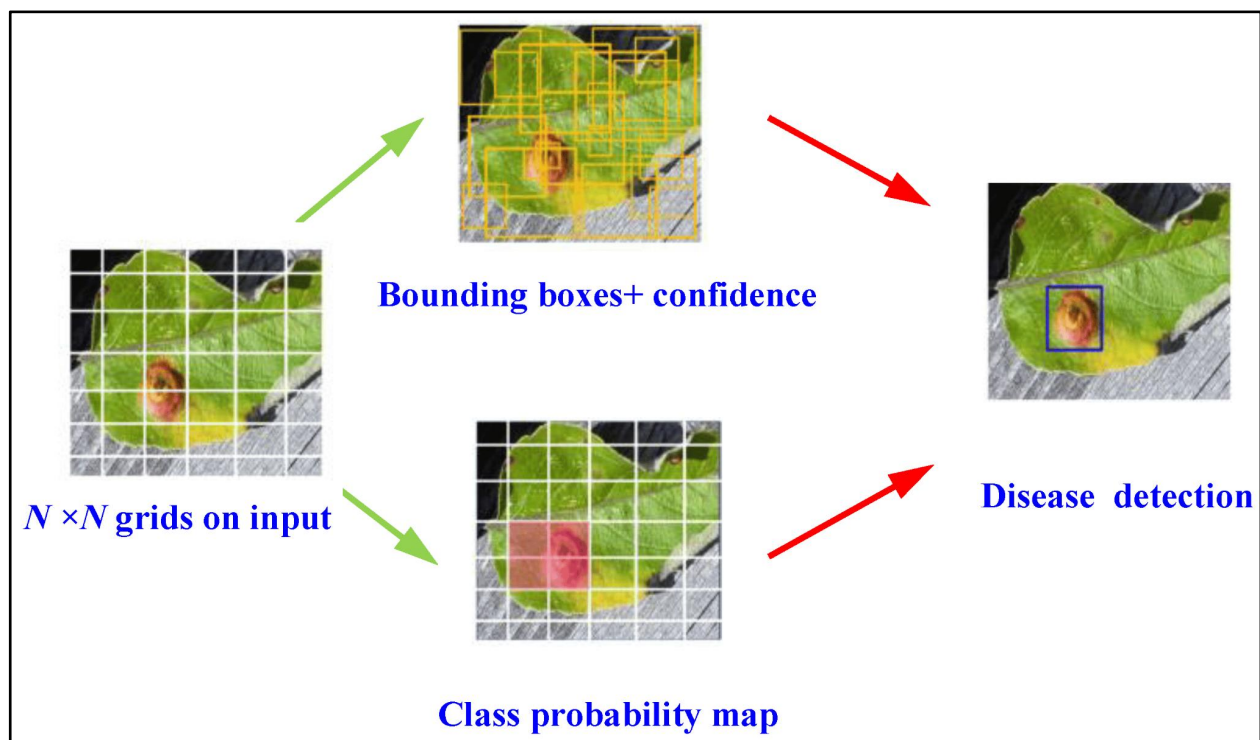 Bounding boxes+ confidence
N ×N grids on input
Disease detection
Class probability map